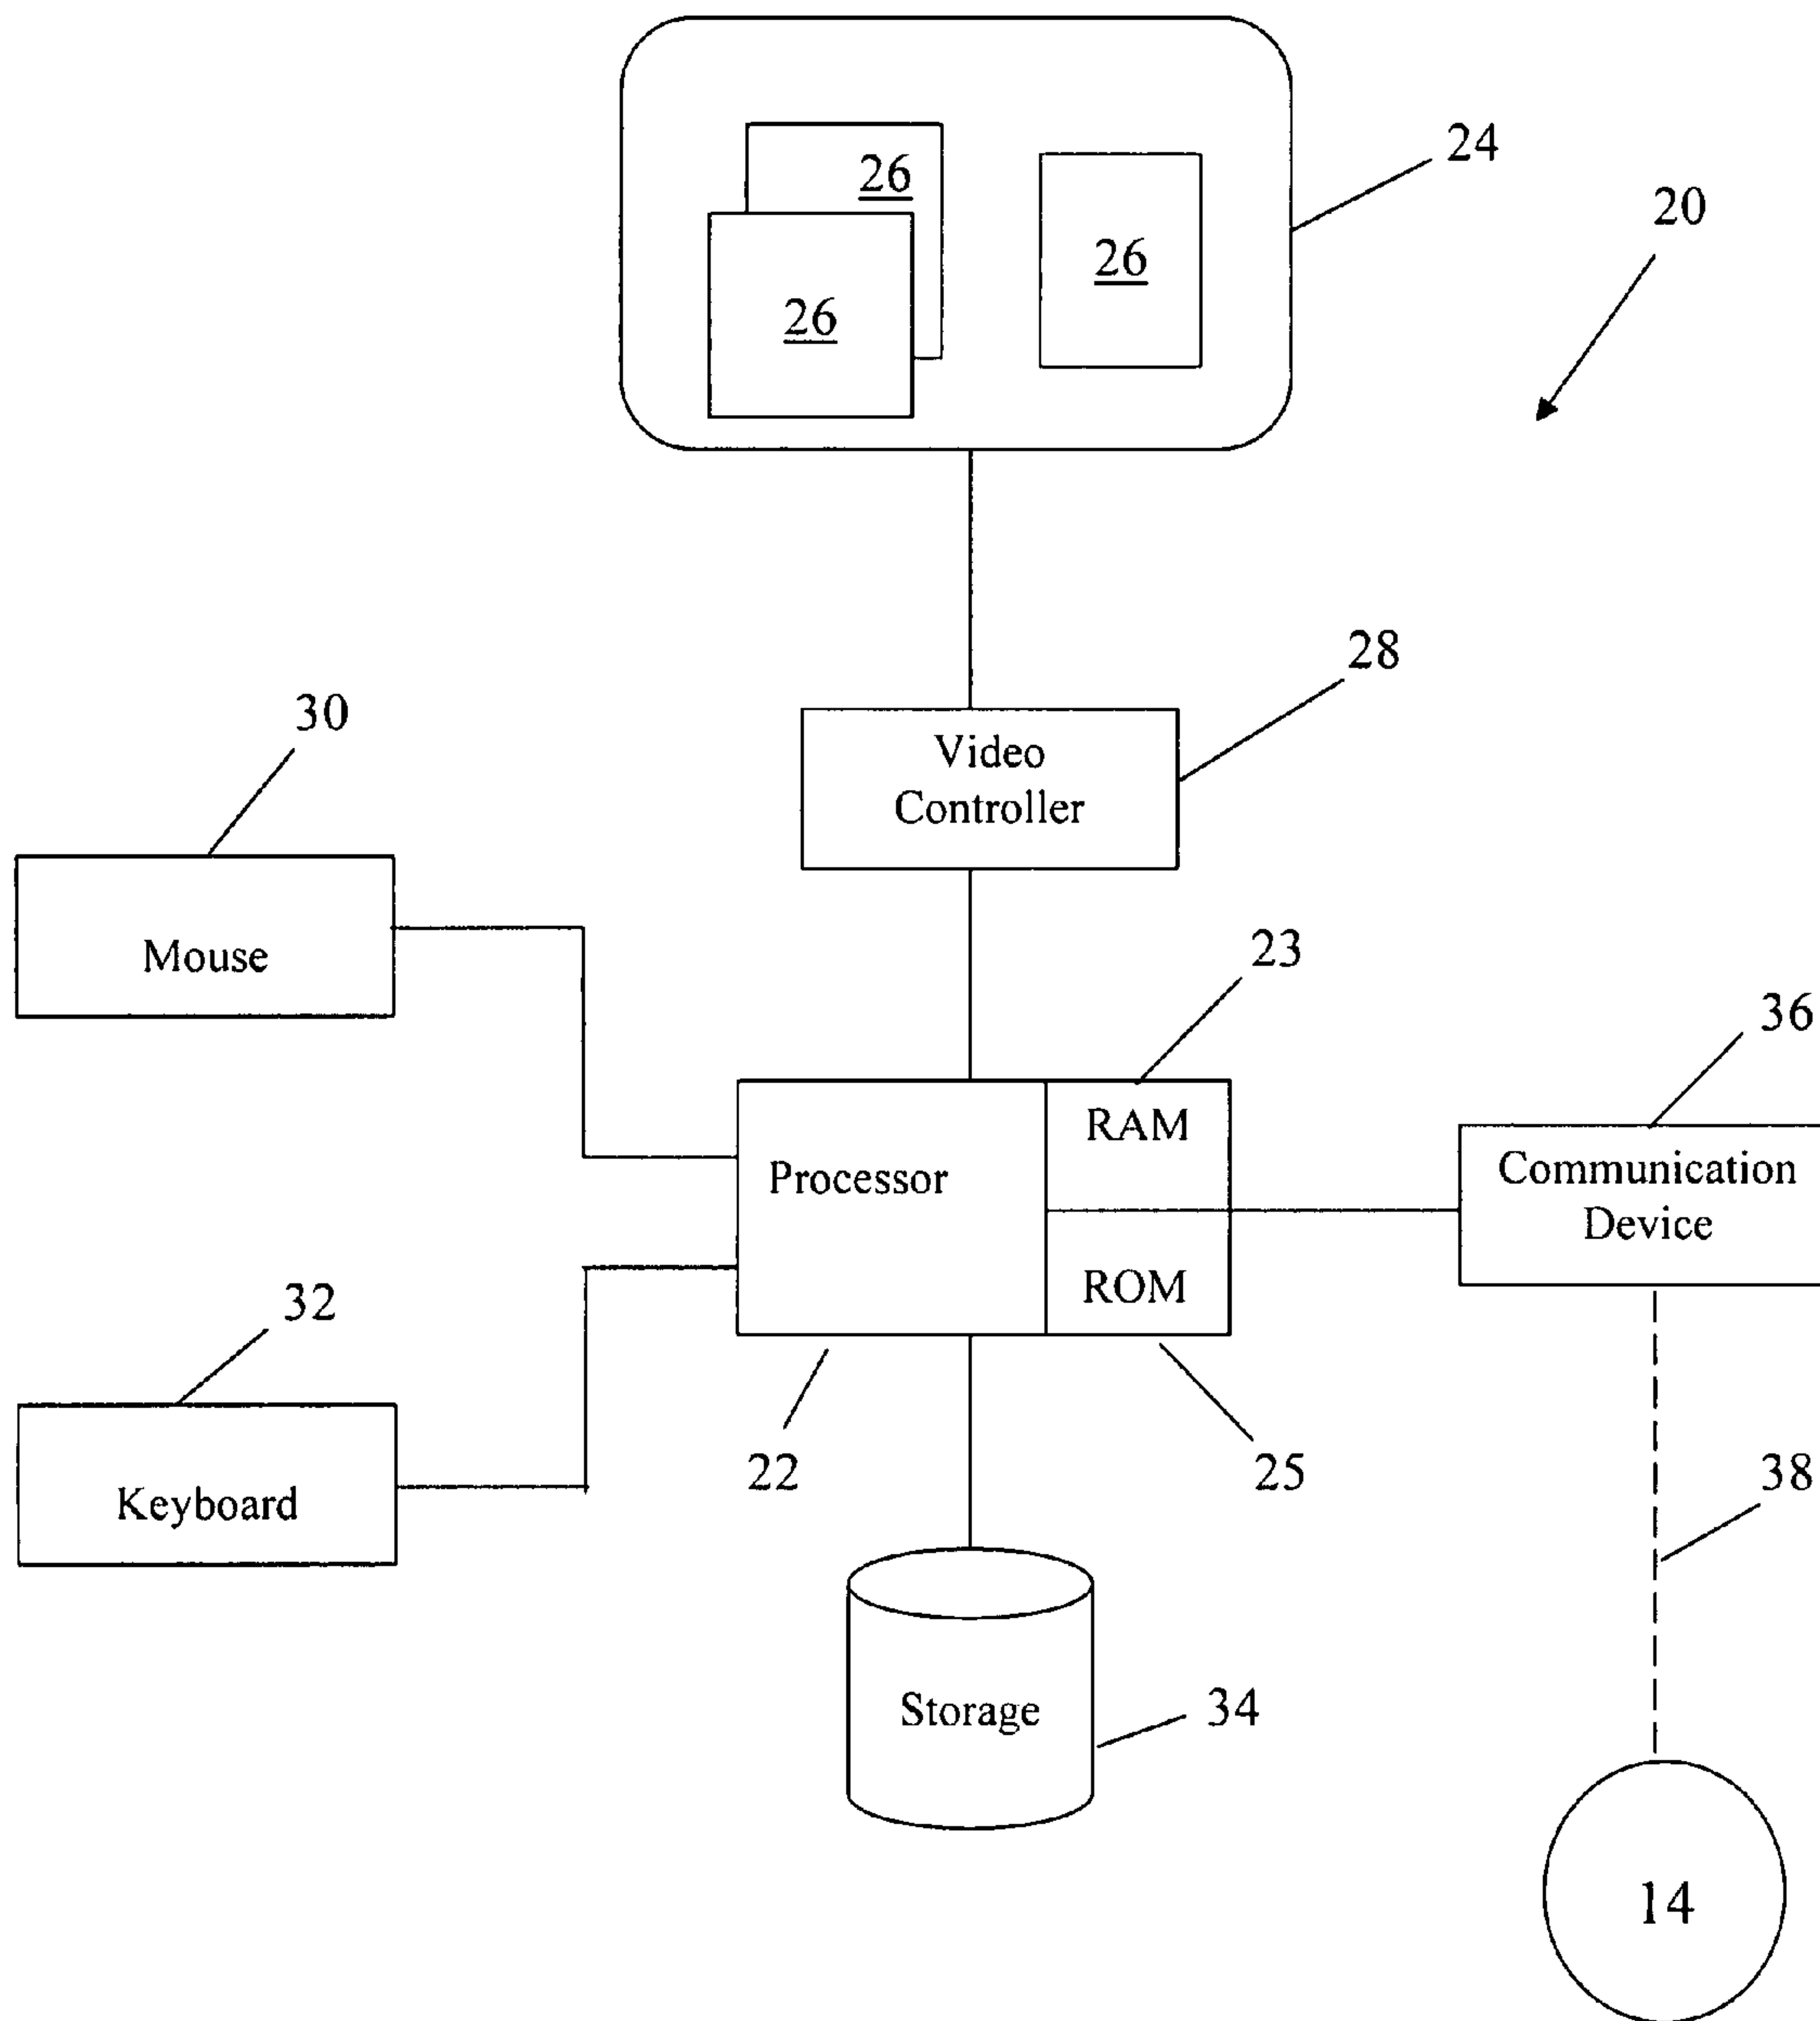 24
20
26
26
26
28
Video
Controller
30
Mouse
23
36
RAM
Processor
Communication
Device
ROM
32
Keyboard
22
25
38
Storage
34
14